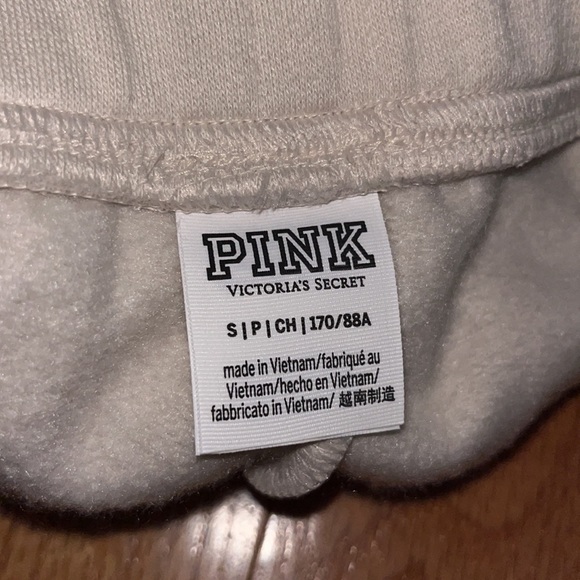 PINK
VICTORIA'S SECRET
S|P|CH|170/88A
made in Vietnam/fabriqué au
Vietnam/hecho en Vietnam/
fabbricato in Vietnam/越南制造